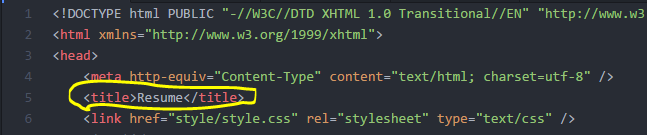 1 <!DOCTYPE html PUBLIC "-//W3C//DTD XHTML 1.0 Transitional//EN" "http://www.w3
2 <html xmlns="http://www.w3.org/1999/xhtml">
3 <head>
4 <meta http-equiv="Content-Type" content="text/html; charset=utf-8" />
5 <title>Resume</title>
6 <link href="style/style.css" rel="stylesheet" type="text/css" />